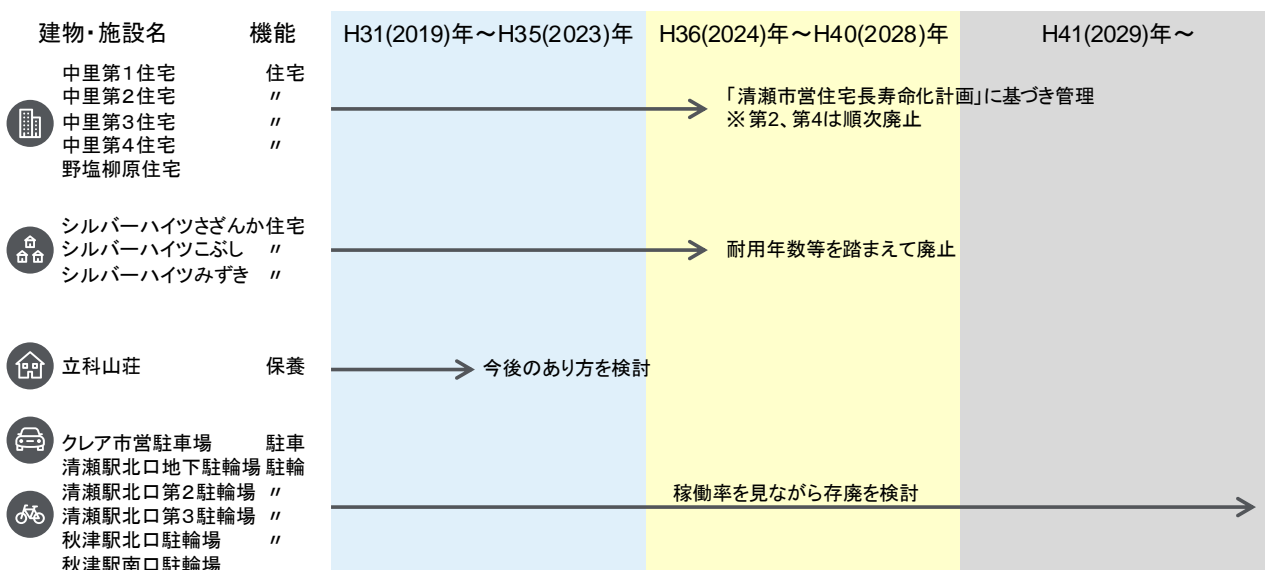 建物・施設名 機能 H31(2019)年～H35(2023)年 H36(2024)年～H40(2028)年 H41(2029)年～
中里第1住宅 住宅
中里第2住宅 〃
中里第3住宅 〃
中里第4住宅 〃
野塩柳原住宅
「清瀬市営住宅長寿命化計画」に基づき管理
※第2、第4は順次廃止
シルバーハイツさざんか住宅
シルバーハイツこぶし 〃
シルバーハイツみずき 〃
耐用年数等を踏まえて廃止
立科山荘 保養 今後のあり方を検討
クレア市営駐車場 駐車
清瀬駅北口地下駐輪場 駐輪
清瀬駅北口第2駐輪場 〃
清瀬駅北口第3駐輪場 〃
秋津駅北口駐輪場 〃
秋津駅南口駐輪場
稼働率を見ながら存廃を検討